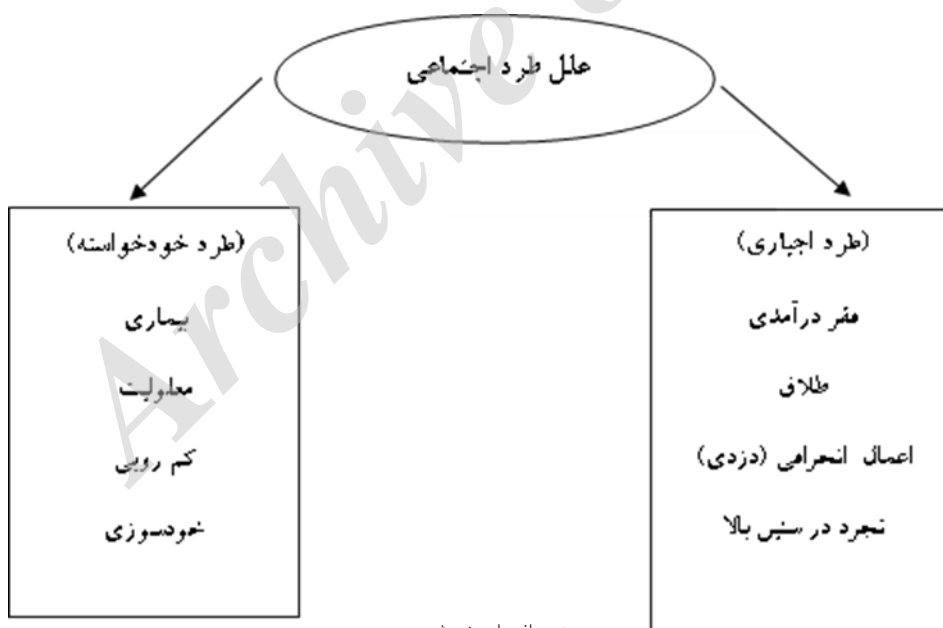 علل طرد اجتماعی
(طرد اجباری)
فقر درآمدی
طلاق
اعمال انحرافی (دزدی)
تجرد در سنین بالا
(طرد خودخواسته)
بیماری
معلولیت
کم رویی
خودسوزی
Archive